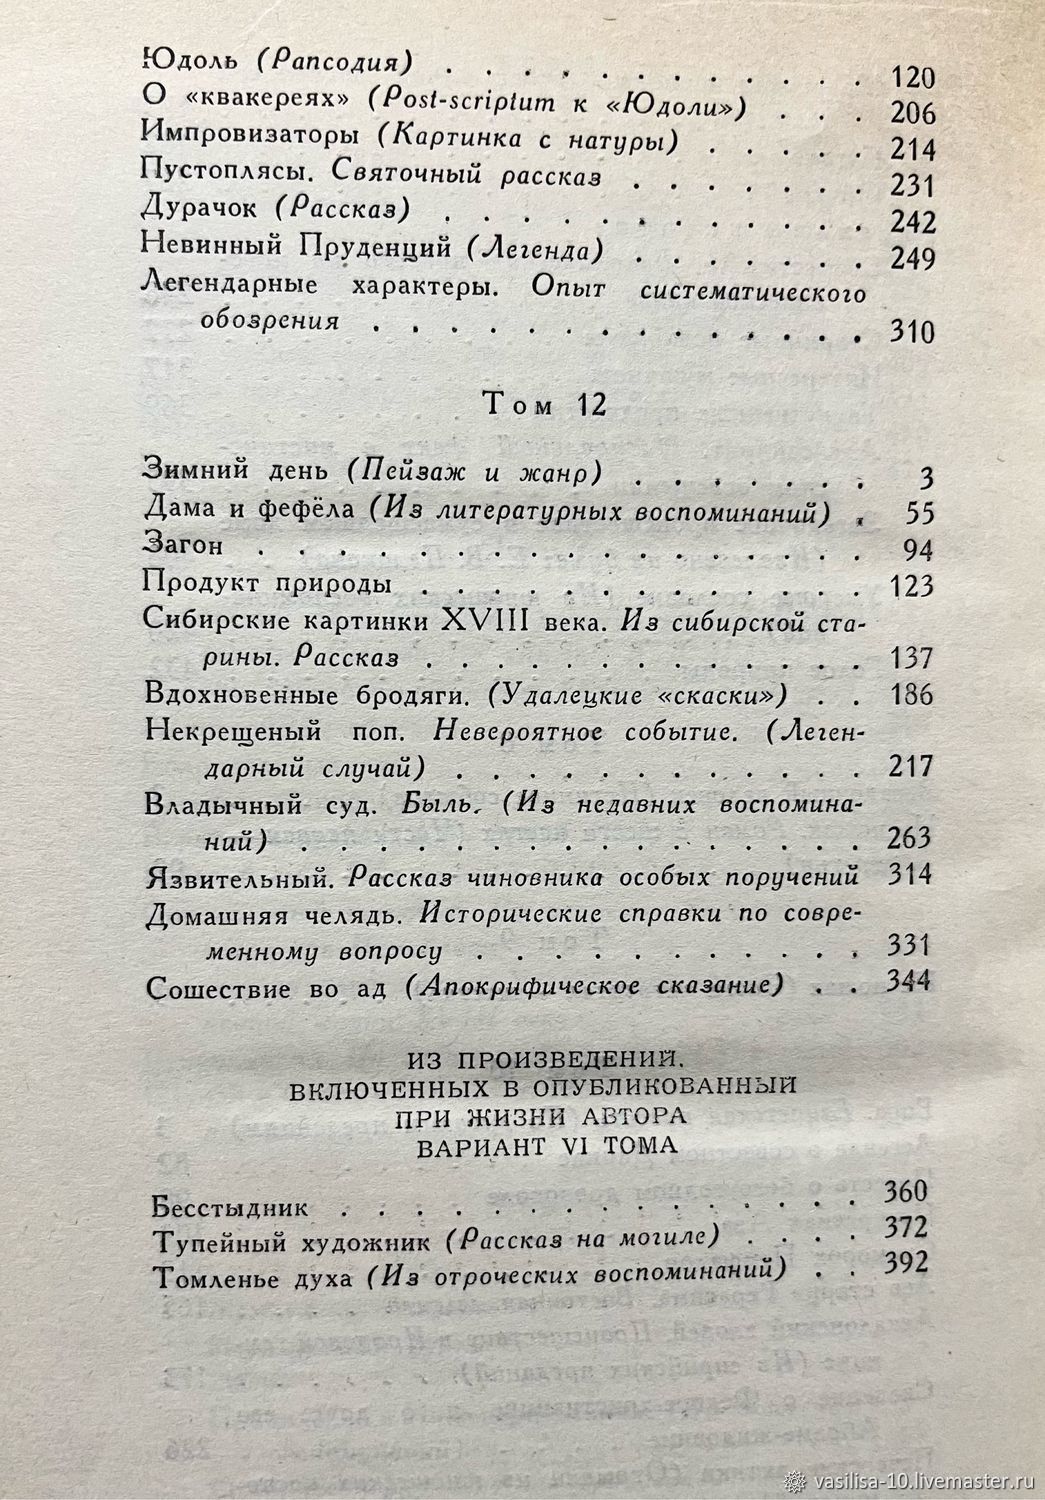 Юдоль (Рапсодия) . . . . . . . . . . . . 120
О «квакереях» (Post-scriptum к «Юдоли») . . . 206
Импровизаторы (Картинка с натуры) . . . . . 214
Пустоплясы. Святочный рассказ . . . . . . . 231
Дурачок (Рассказ) . . . . . . . . . . . . 242
Невинный Пруденций (Легенда) . . . . . . . 249
Легендарные характеры. Опыт систематического
обозрения . . . . . . . . . . . . . . 310
Том 12
Зимний день (Пейзаж и жанр) . . . . . . . 3
Дама и фефёла (Из литературных воспоминаний) . 55
Загон . . . . . . . . . . . . . . . . 94
Продукт природы . . . . . . . . . . . . 123
Сибирские картинки XVIII века. Из сибирской ста-
рины. Рассказ . . . . . . . . . . . . 137
Вдохновенные бродяги. (Удалецкие «скаски») . . 186
Некрещеный поп. Невероятное событие. (Леген-
дарный случай) . . . . . . . . . . . 217
Владычный суд. Быль. (Из недавних воспомина-
ний) . . . . . . . . . . . . . . . . 263
Язвительный. Рассказ чиновника особых поручений 314
Домашняя челядь. Исторические справки по совре-
менному вопросу . . . . . . . . . . . 331
Сошествие во ад (Апокрифическое сказание) . . 344
ИЗ ПРОИЗВЕДЕНИЙ,
ВКЛЮЧЕННЫХ В ОПУБЛИКОВАННЫЙ
ПРИ ЖИЗНИ АВТОРА
ВАРИАНТ VI ТОМА
Бесстыдник . . . . . . . . . . . . . . 360
Тупейный художник (Рассказ на могиле) . . . . 372
Томленье духа (Из отроческих воспоминаний) . . 392
vasilisa-10.livemaster.ru